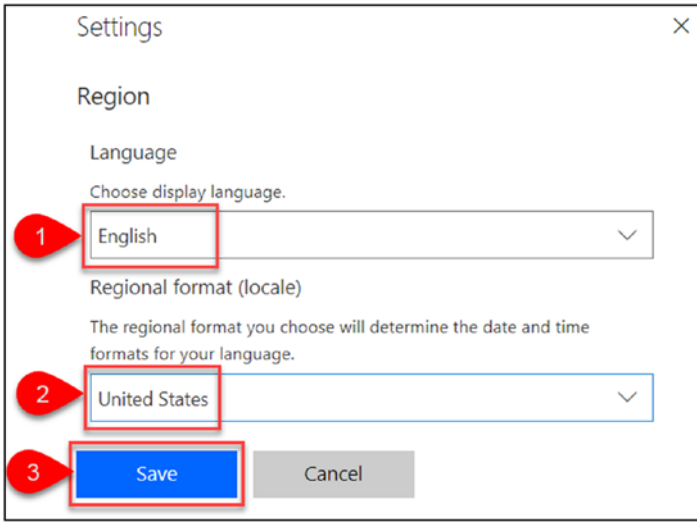 Settings
Region
Language
Choose display language.
1
English
Regional format (locale)
The regional format you choose will determine the date and time
formats for your language.
2
United States
3
Save
Cancel